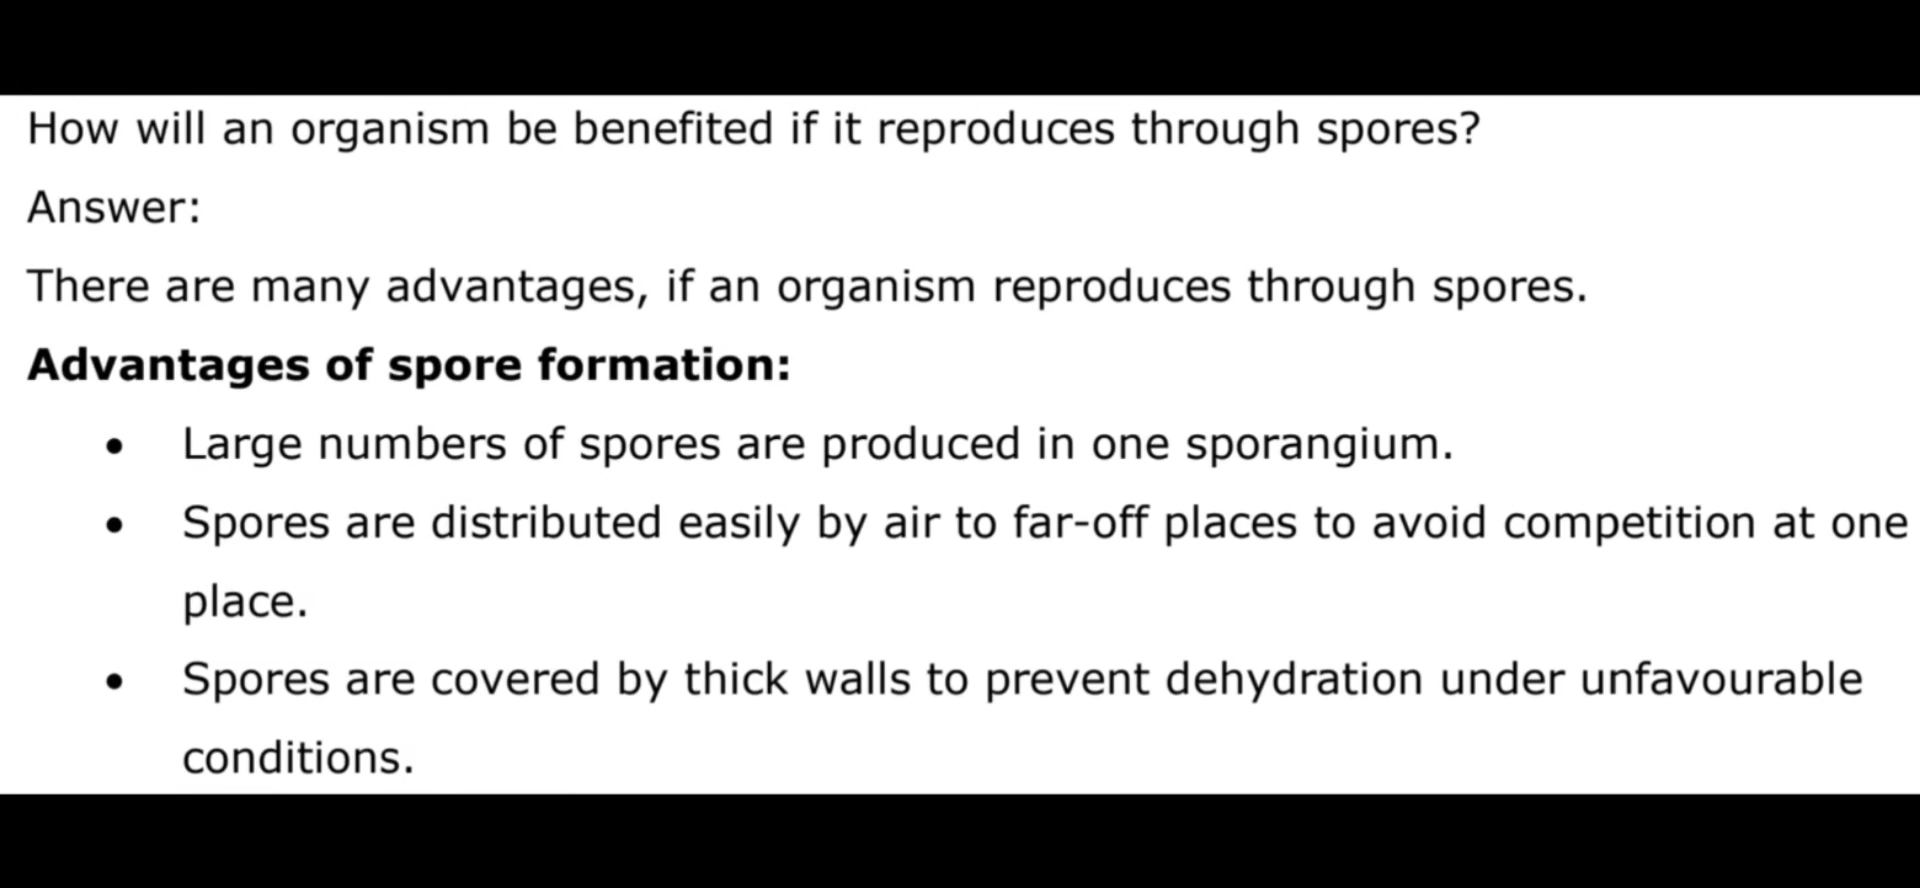 How will an organism be benefited if it reproduces through spores?
Answer:
There are many advantages, if an organism reproduces through spores.
Advantages of spore formation:
• Large numbers of spores are produced in one sporangium.
• Spores are distributed easily by air to far-off places to avoid competition at one
place.
• Spores are covered by thick walls to prevent dehydration under unfavourable
conditions.